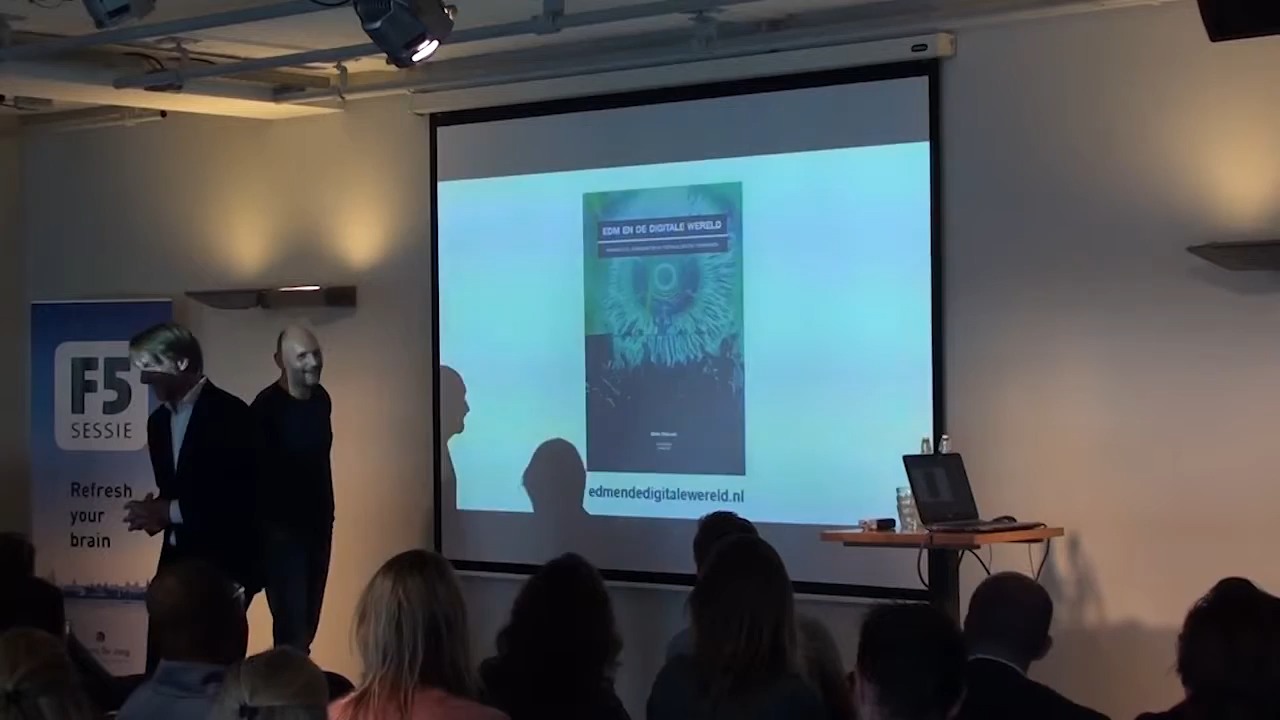 F5
SESSIE
Refresh
your
brain
EDM EN DE DIGITALE WERELD
edmendedigitalewereld.nl